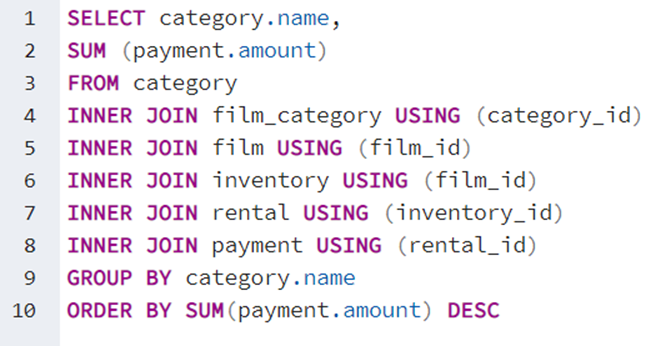 1 SELECT category.name,
2 SUM (payment.amount)
3 FROM category
4 INNER JOIN film_category USING (category_id)
5 INNER JOIN film USING (film_id)
6 INNER JOIN inventory USING (film_id)
7 INNER JOIN rental USING (inventory_id)
8 INNER JOIN payment USING (rental_id)
9 GROUP BY category.name
10 ORDER BY SUM(payment.amount) DESC